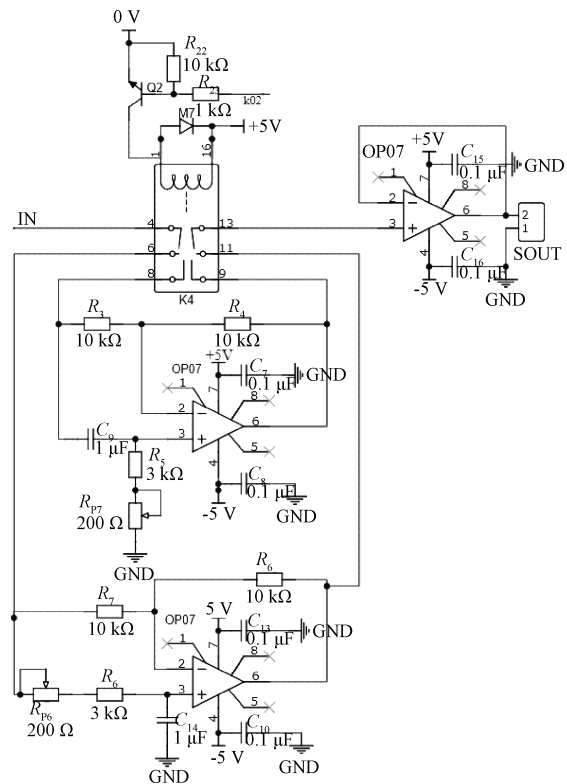 0 V
R22
10 kΩ
Q2
R23
1 kΩ
k02
M7
+5V
1
16
IN
4
13
6
11
8
9
K4
OP07
+5V
C15
0.1 µF
GND
1
7
8
2
6
3
5
4
2
1
SOUT
C16
0.1 µF
-5 V
GND
R3
10 kΩ
R4
10 kΩ
OP07
+5V
C7
0.1 µF
GND
1
7
8
2
6
3
5
4
C9
1 µF
R5
3 kΩ
RP7
200 Ω
GND
C8
0.1 µF
-5 V
GND
R6
10 kΩ
R7
10 kΩ
OP07
5 V
C13
0.1 µF
GND
1
7
8
2
6
3
5
4
RP6
200 Ω
R6
3 kΩ
C14
1 µF
GND
C10
0.1 µF
-5 V
GND